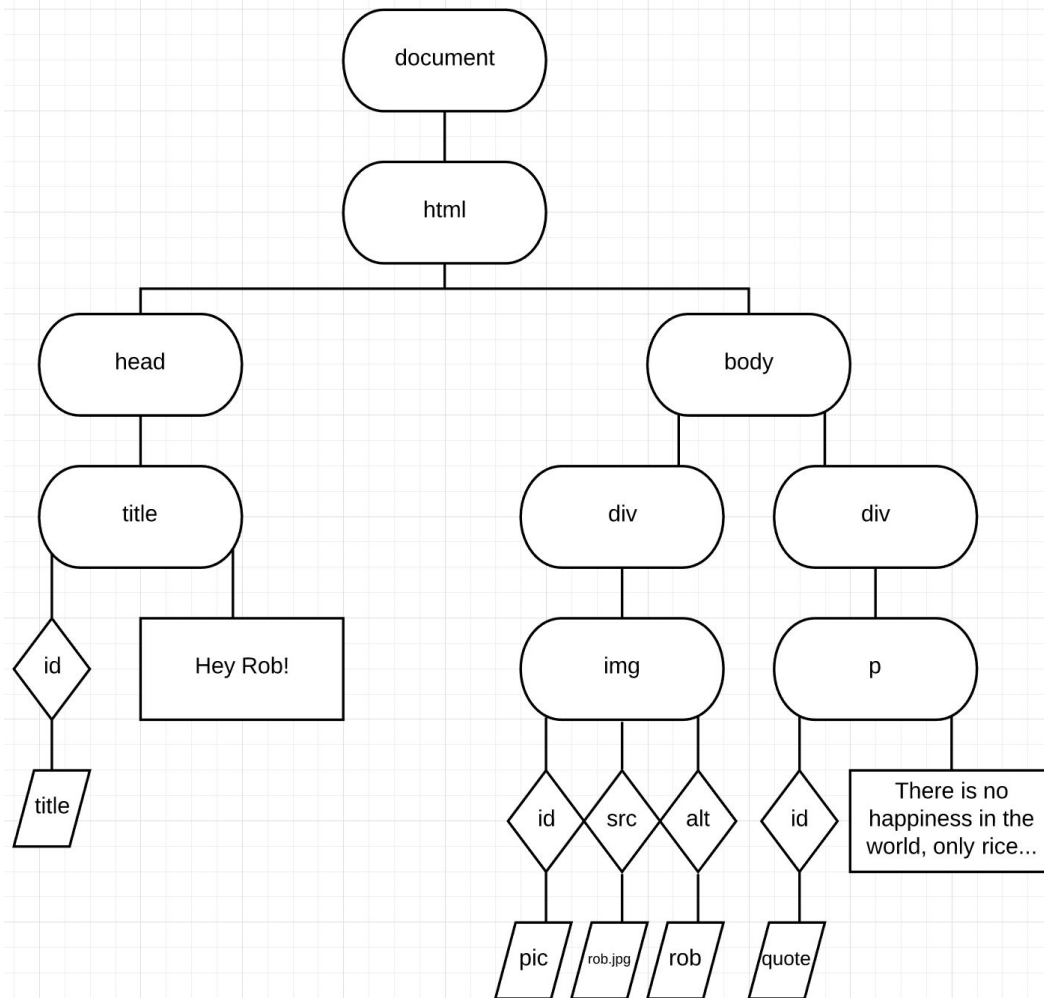 document
html
head
body
title
div
div
id
Hey Rob!
img
p
title
id
src
alt
id
There is no
happiness in the
world, only rice...
pic
rob.jpg
rob
quote